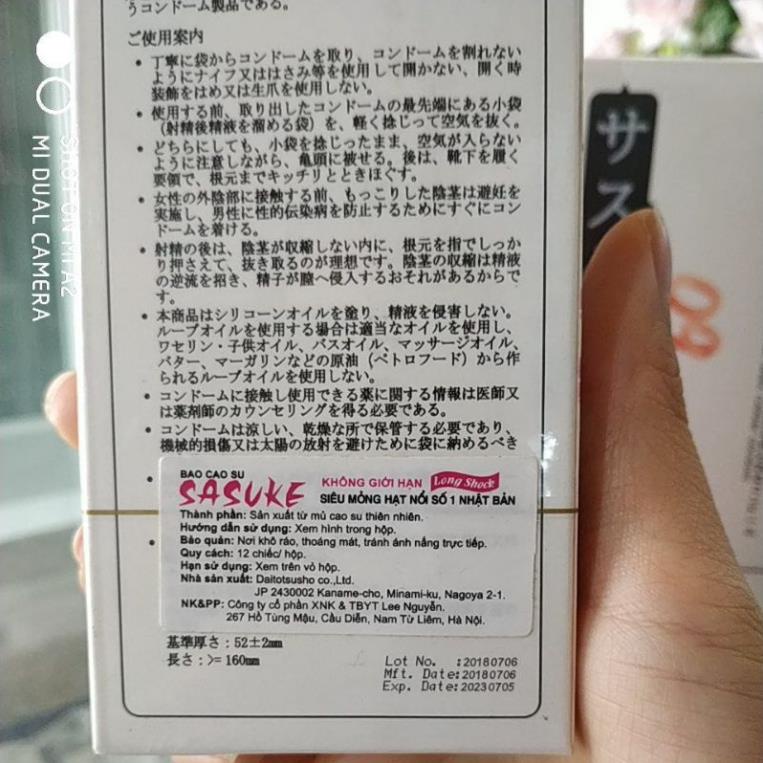 うコンドーム製品である。
ご使用案内
• 丁寧に袋からコンドームを取り、コンドームを割れない
ようにナイフ又ははさみ等を使用して開かない、開く時
装飾をはめ又は生爪を使用しない。
• 使用する前、取り出したコンドームの最先端にある小袋
(射精後精液を溜める袋)を、軽く捻じって空気を抜く。
• どちらにしても、小袋を捻じったまま、空気が入らない
ように注意しながら、亀頭に被せる。後は、靴下を履く
要領で、根元までキッチリとときほぐす。
• 女性の外陰部に接触する前、もっこりした陰茎は避妊を
実施し、男性に性的伝染病を防止するためにすぐにコン
ドームを着ける。
• 射精の後は、陰茎が収縮しない内に、根元を指でしっか
り押さえて、抜き取るのが理想です。陰茎の収縮は精液
の逆流を招き、精子が膣へ侵入するおそれがあるからで
す。
• 本商品はシリコーンオイルを塗り、精液を侵害しない。
ルーブオイルを使用する場合は適当なオイルを使用し、
ワセリン・子供オイル、バスオイル、マッサージオイル、
バター、マーガリンなどの原油(ペトロフード)から作
られるルーブオイルを使用しない。
• コンドームに接触し使用できる薬に関する情報は医師又
は薬剤師のカウンセリングを得る必要である。
• コンドームは涼しい、乾燥な所で保管する必要であり、
機械的損傷又は太陽の放射を避けために袋に納めるべき
BAO CAO SU
SASUKE KHÔNG GIỚI HẠN Long Shock
SIÊU MỎNG HẠT NỔI SỐ 1 NHẬT BẢN
Thành phần: Sản xuất từ mủ cao su thiên nhiên.
Hướng dẫn sử dụng: Xem hình trong hộp.
Bảo quản: Nơi khô ráo, thoáng mát, tránh ánh nắng trực tiếp.
Quy cách: 12 chiếc/ hộp.
Hạn sử dụng: Xem trên vỏ hộp.
Nhà sản xuất: Daitotsusho co.,Ltd.
JP 2430002 Kaname-cho, Minami-ku, Nagoya 2-1.
NK&PP: Công ty cổ phần XNK & TBYT Lee Nguyễn.
267 Hồ Tùng Mậu, Cầu Diễn, Nam Từ Liêm, Hà Nội.
基準厚さ:52±2mm
長さ:>= 160mm
Lot No. :20180706
Mft. Date:20180706
Exp. Date:20230705
サス
SHOT ON MI A2
MI DUAL CAMERA